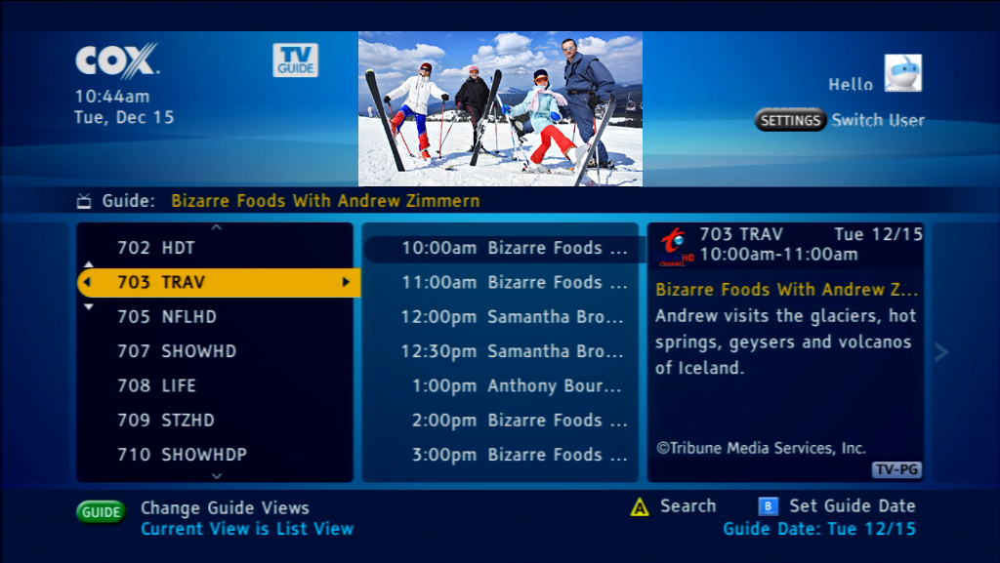 COX
TV
GUIDE
10:44am
Tue, Dec 15
Hello
SETTINGS Switch User
Guide: Bizarre Foods With Andrew Zimmern
702 HDT
703 TRAV
705 NFLHD
707 SHOWHD
708 LIFE
709 STZHD
710 SHOWHDP
10:00am Bizarre Foods ...
11:00am Bizarre Foods ...
12:00pm Samantha Bro...
12:30pm Samantha Bro...
1:00pm Anthony Bour...
2:00pm Bizarre Foods ...
3:00pm Bizarre Foods ...
HD
CHANNEL
703 TRAV Tue 12/15
10:00am-11:00am
Bizarre Foods With Andrew Z...
Andrew visits the glaciers, hot
springs, geysers and volcanos
of Iceland.
©Tribune Media Services, Inc.
TV-PG
GUIDE Change Guide Views
Current View is List View
A Search
B Set Guide Date
Guide Date: Tue 12/15